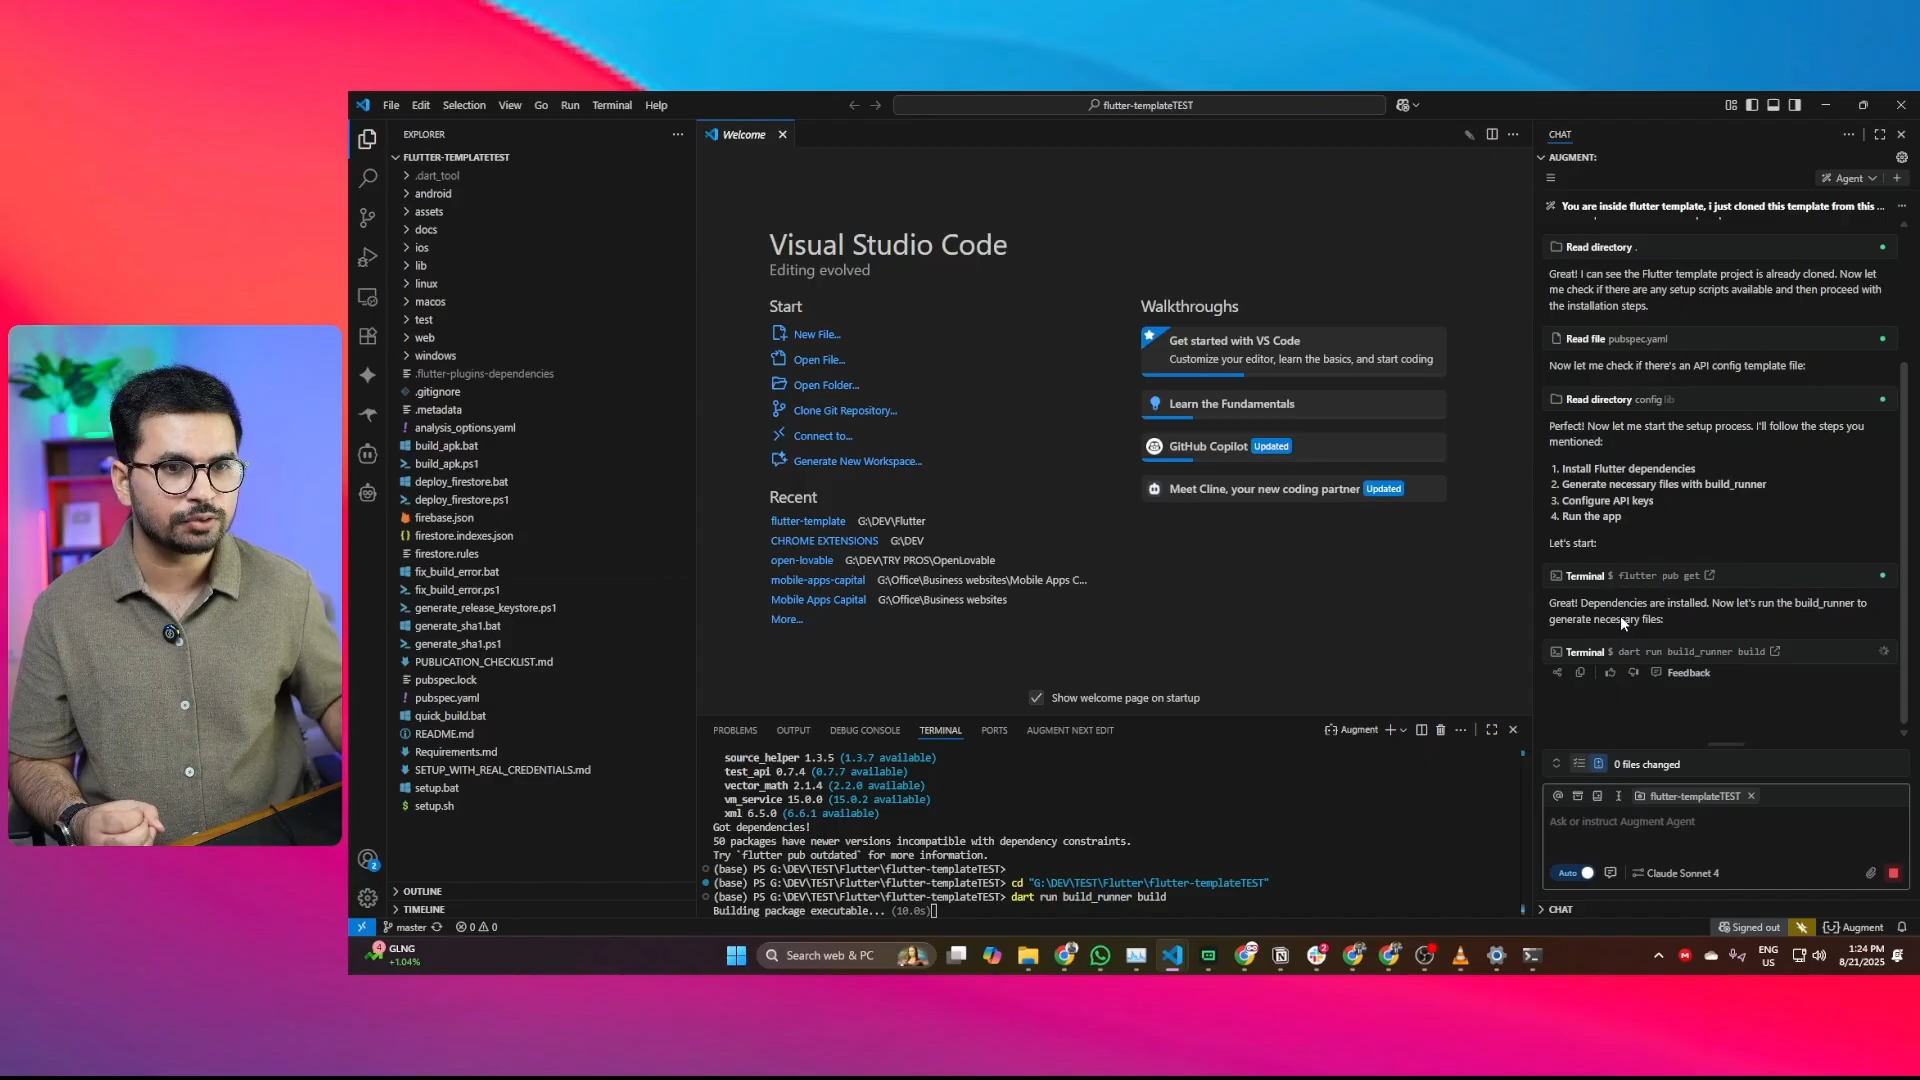 File Edit Selection View Go Run Terminal Help
flutter-templateTEST
EXPLORER
FLUTTER-TEMPLATETEST
.dart_tool
android
assets
docs
ios
lib
linux
macos
test
web
windows
.flutter-plugins-dependencies
.gitignore
.metadata
analysis_options.yaml
build_apk.bat
build_apk.ps1
deploy_firestore.bat
deploy_firestore.ps1
firebase.json
firestore.indexes.json
firestore.rules
fix_build_error.bat
fix_build_error.ps1
generate_release_keystore.ps1
generate_sha1.bat
generate_sha1.ps1
PUBLICATION_CHECKLIST.md
pubspec.lock
pubspec.yaml
quick_build.bat
README.md
Requirements.md
SETUP_WITH_REAL_CREDENTIALS.md
setup.bat
setup.sh
OUTLINE
TIMELINE
Welcome
Visual Studio Code
Editing evolved
Start
New File...
Open File...
Open Folder...
Clone Git Repository...
Connect to...
Generate New Workspace...
Recent
flutter-template G:\DEV\Flutter
CHROME EXTENSIONS G:\DEV
open-lovable G:\DEV\TRY PROS\OpenLovable
mobile-apps-capital G:\Office\Business websites\Mobile Apps C...
Mobile Apps Capital G:\Office\Business websites
More...
Walkthroughs
Get started with VS Code
Customize your editor, learn the basics, and start coding
Learn the Fundamentals
GitHub Copilot Updated
Meet Cline, your new coding partner Updated
Show welcome page on startup
PROBLEMS OUTPUT DEBUG CONSOLE TERMINAL PORTS AUGMENT NEXT EDIT
Augment
source_helper 1.3.5 (1.3.7 available)
test_api 0.7.4 (0.7.7 available)
vector_math 2.1.4 (2.2.0 available)
vm_service 15.0.0 (15.0.2 available)
xml 6.5.0 (6.6.1 available)
Got dependencies!
50 packages have newer versions incompatible with dependency constraints.
Try `flutter pub outdated` for more information.
(base) PS G:\DEV\TEST\Flutter\flutter-templateTEST>
(base) PS G:\DEV\TEST\Flutter\flutter-templateTEST> cd "G:\DEV\TEST\Flutter\flutter-templateTEST"
(base) PS G:\DEV\TEST\Flutter\flutter-templateTEST> dart run build_runner build
Building package executable... (10.0s)
CHAT
AUGMENT:
Agent
You are inside flutter template, i just cloned this template from this ...
Read directory .
Great! I can see the Flutter template project is already cloned. Now let
me check if there are any setup scripts available and then proceed with
the installation steps.
Read file pubspec.yaml
Now let me check if there's an API config template file:
Read directory config lib
Perfect! Now let me start the setup process. I'll follow the steps you
mentioned:
1. Install Flutter dependencies
2. Generate necessary files with build_runner
3. Configure API keys
4. Run the app
Let's start:
Terminal $ flutter pub get
Great! Dependencies are installed. Now let's run the build_runner to
generate necessary files:
Terminal $ dart run build_runner build
Feedback
0 files changed
flutter-templateTEST
Ask or instruct Augment Agent
Auto
Claude Sonnet 4
CHAT
2
master
0 0
Signed out
Augment
4
GLNG
+1.04%
Search web & PC
2
ENG
US
1:24 PM
8/21/2025